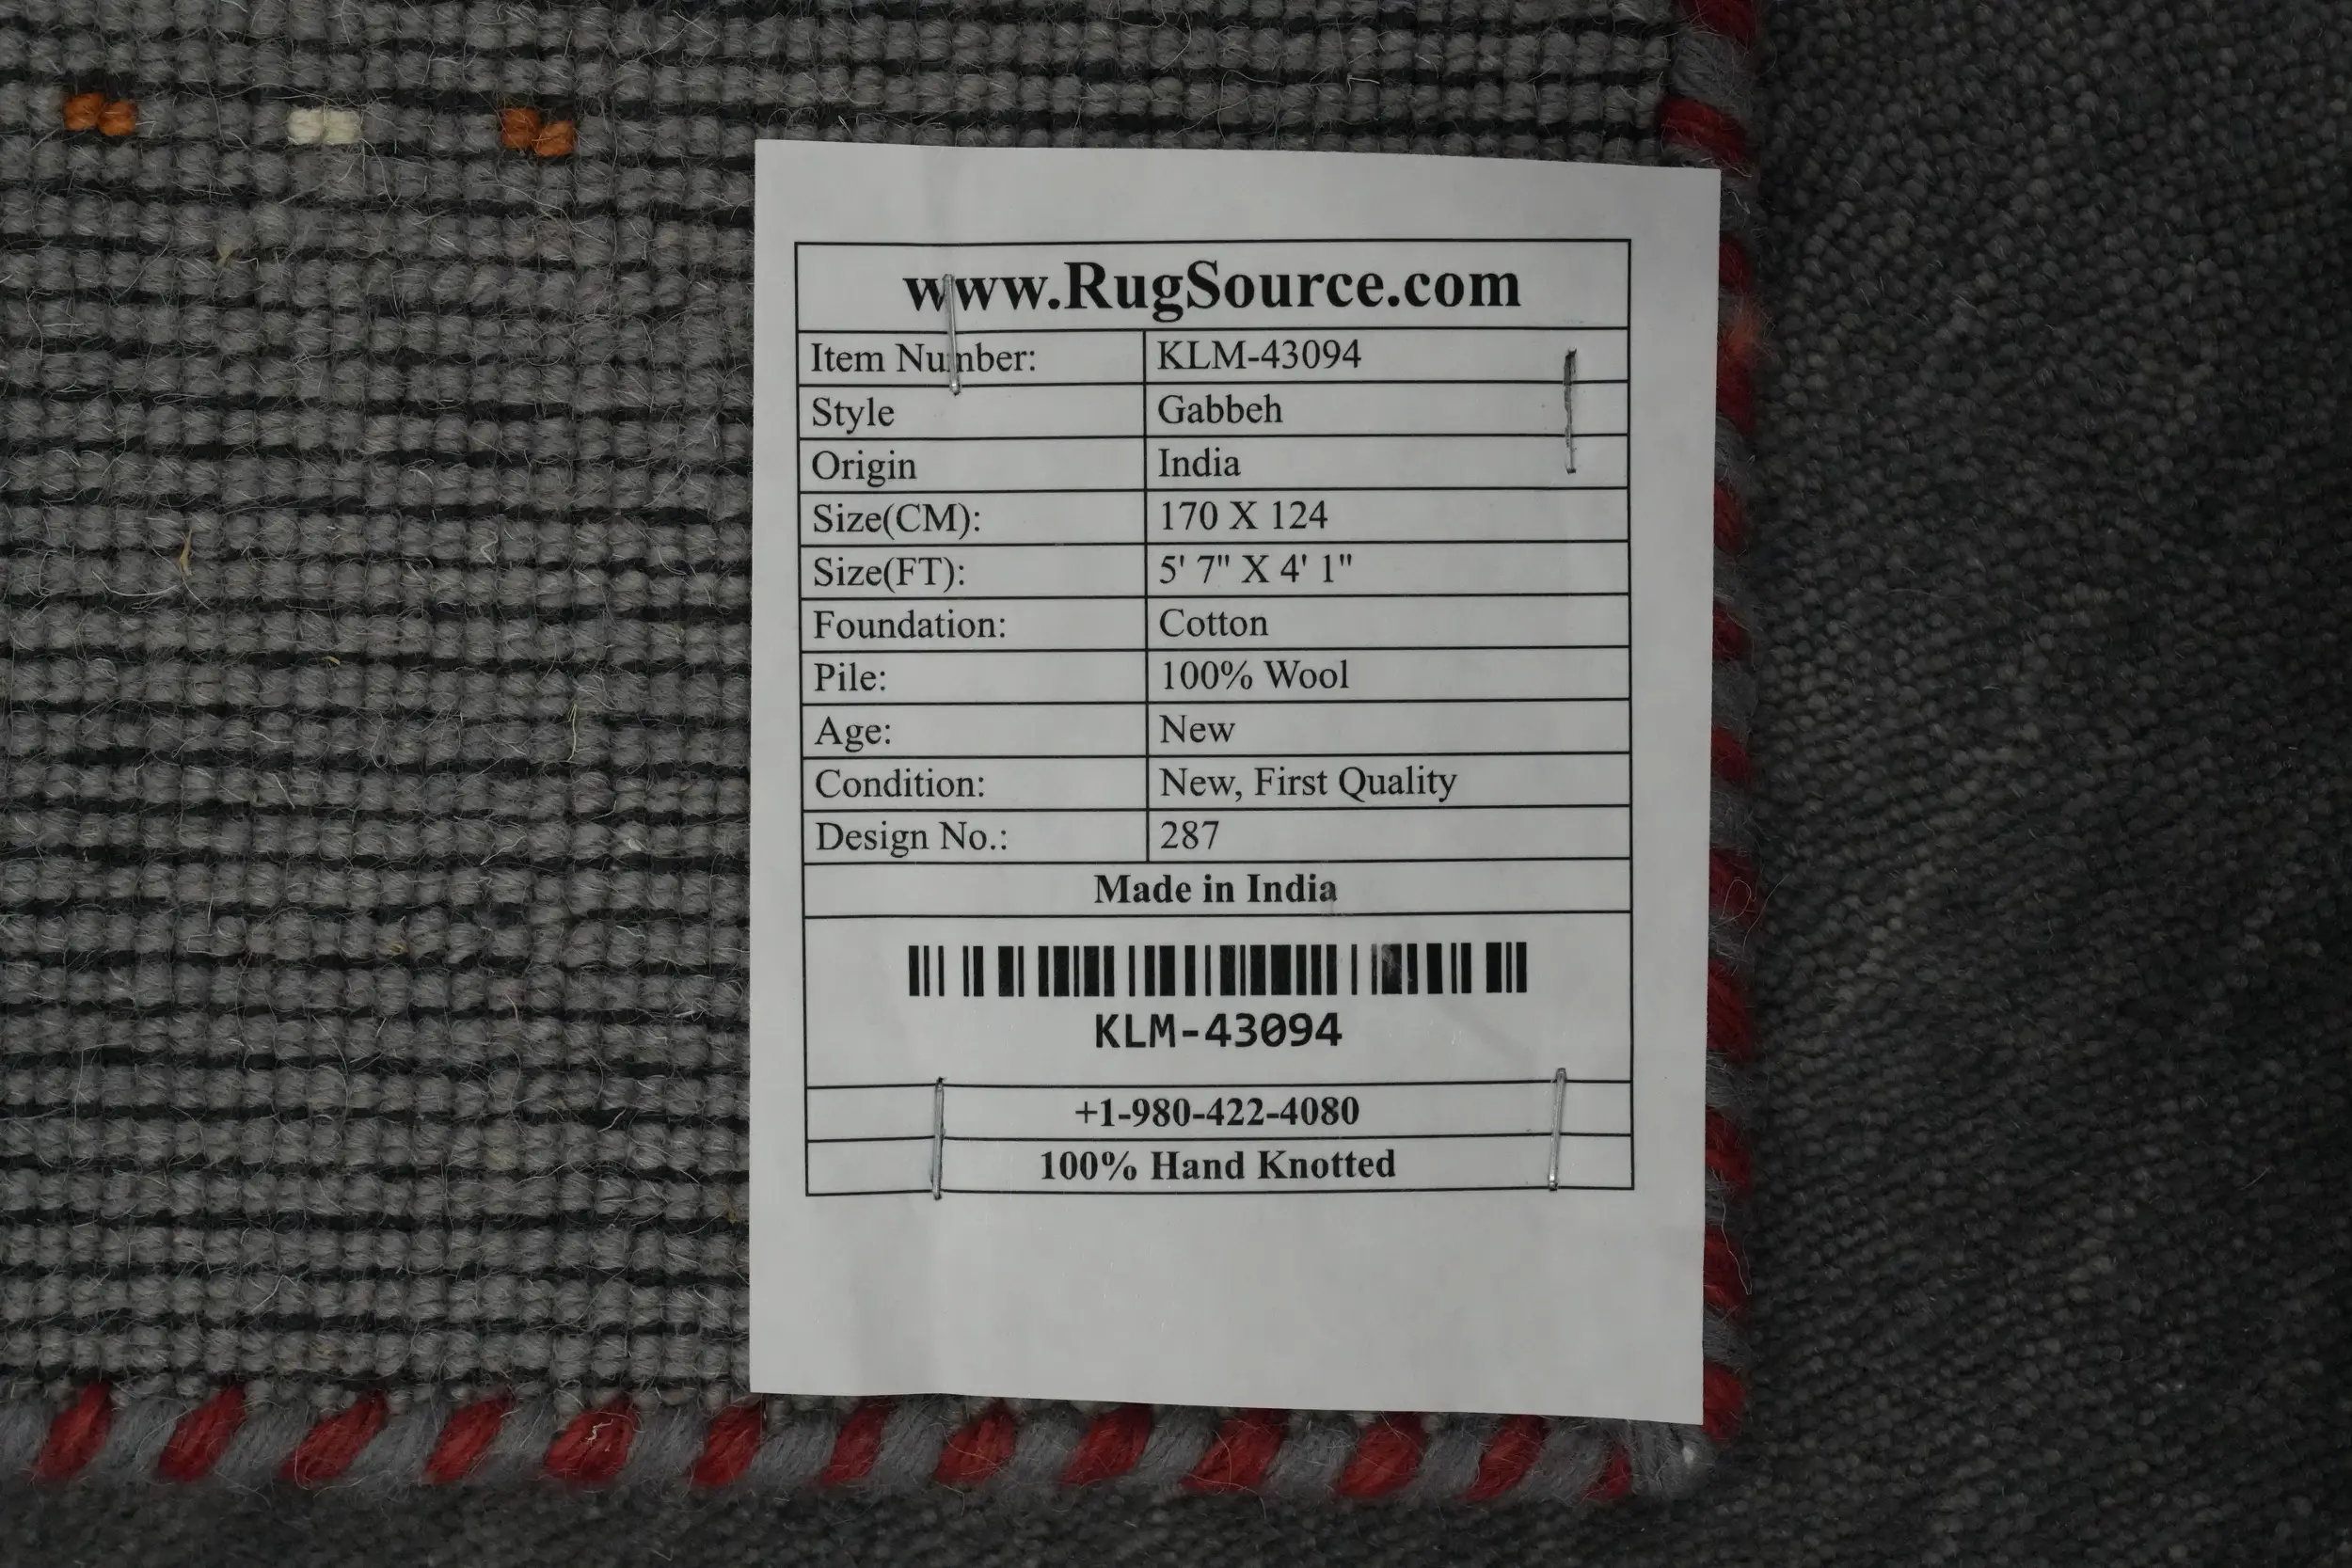 www.RugSource.com
Item Number: KLM-43094
Style Gabbeh
Origin India
Size(CM): 170 X 124
Size(FT): 5' 7" X 4' 1"
Foundation: Cotton
Pile: 100% Wool
Age: New
Condition: New, First Quality
Design No.: 287
Made in India
KLM-43094
+1-980-422-4080
100% Hand Knotted